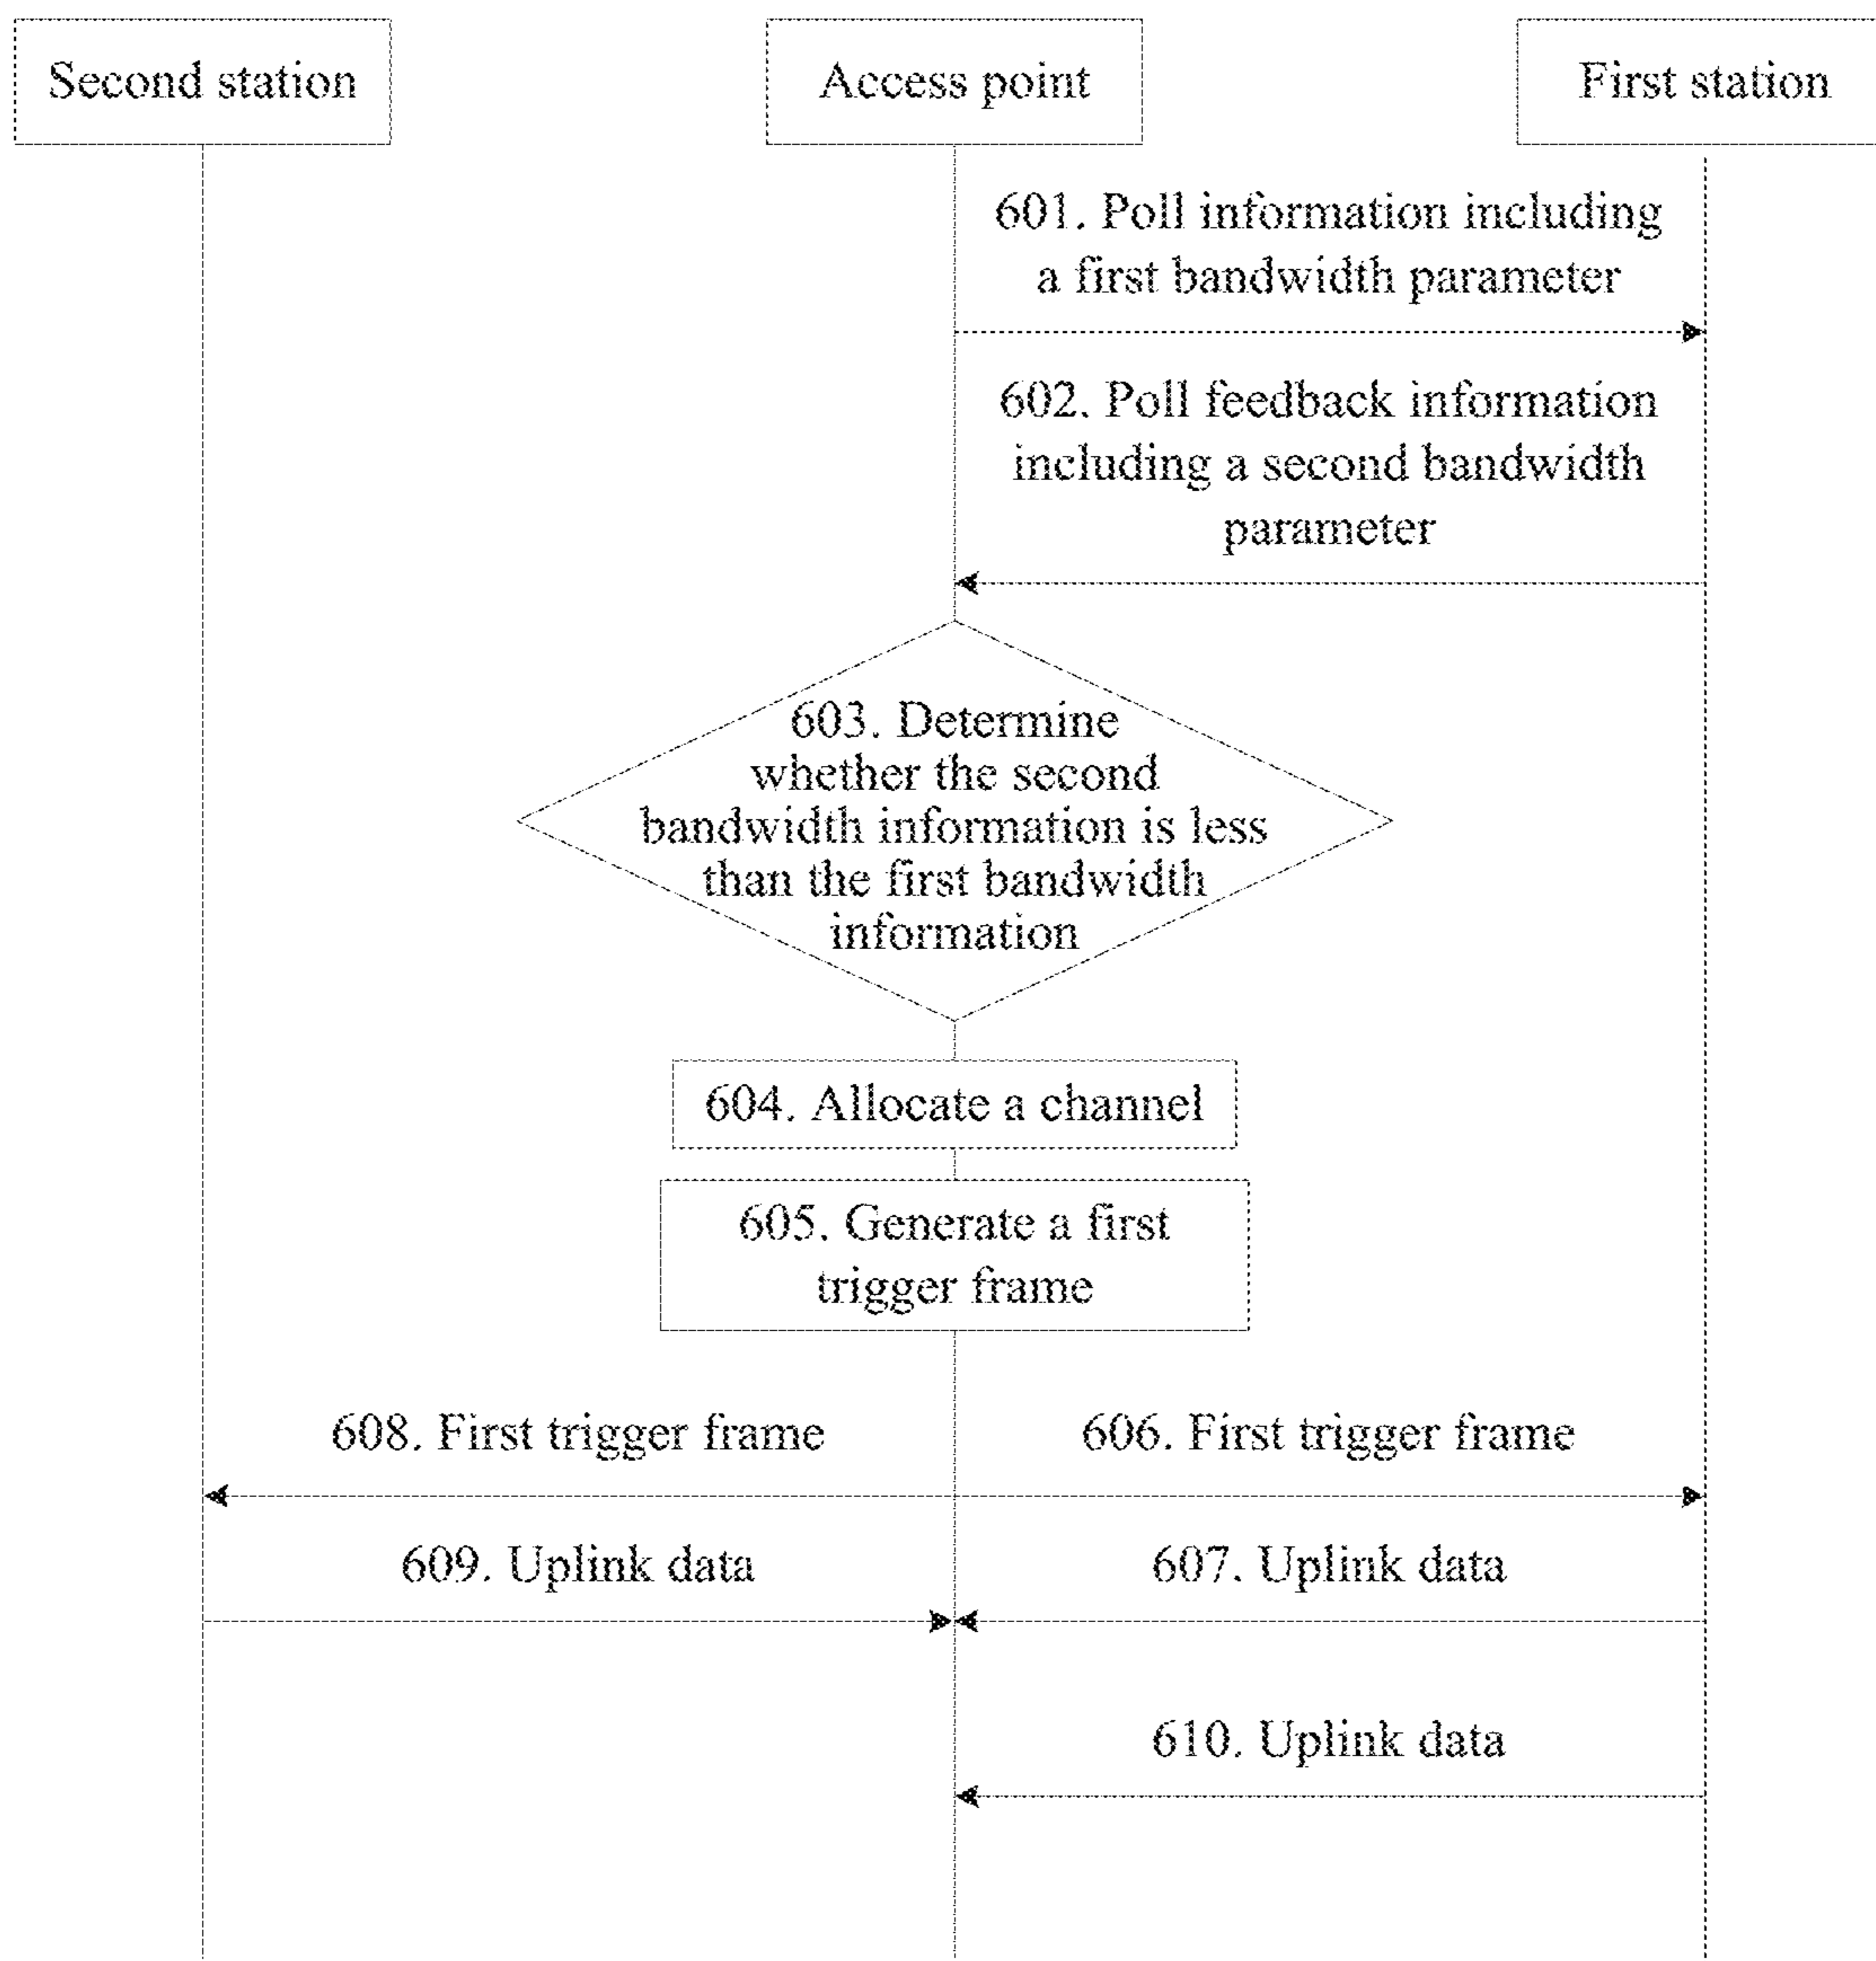 Second station
Access point
First station
601. Poll information including
a first bandwidth parameter
602. Poll feedback information
including a second bandwidth
parameter
603. Determine
whether the second
bandwidth information is less
than the first bandwidth
information
604. Allocate a channel
605. Generate a first
trigger frame
608. First trigger frame
606. First trigger frame
609. Uplink data
607. Uplink data
610. Uplink data